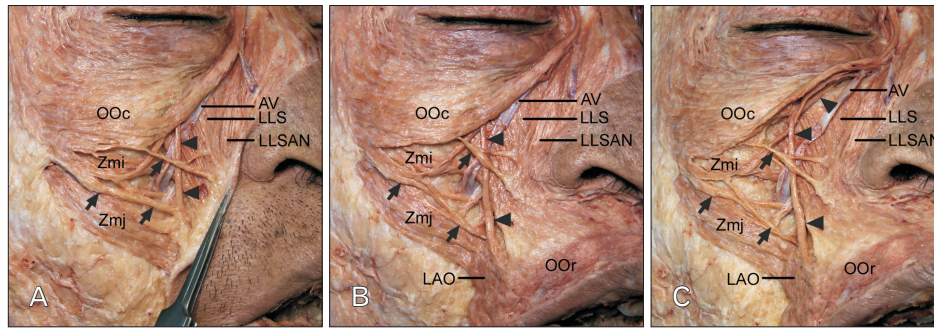 OOc
AV
LLS
LLSAN
Zmi
Zmj
A
OOc
AV
LLS
LLSAN
Zmi
Zmj
LAO
OOr
B
OOc
AV
LLS
LLSAN
Zmi
Zmj
LAO
OOr
C